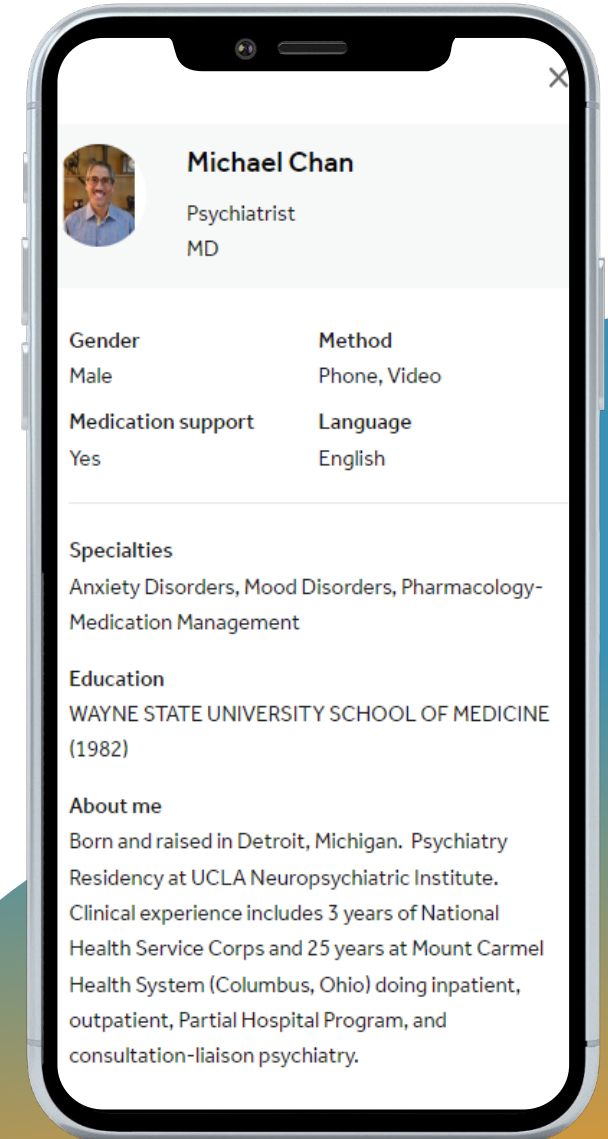 Michael Chan
Psychiatrist
MD
Gender
Method
Male
Phone, Video
Medication support
Language
Yes
English
Specialties
Anxiety Disorders, Mood Disorders, Pharmacology-
Medication Management
Education
WAYNE STATE UNIVERSITY SCHOOL OF MEDICINE
(1982)
About me
Born and raised in Detroit, Michigan.  Psychiatry
Residency at UCLA Neuropsychiatric Institute.
Clinical experience includes 3 years of National
Health Service Corps and 25 years at Mount Carmel
Health System (Columbus, Ohio) doing inpatient,
outpatient, Partial Hospital Program, and
consultation-liaison psychiatry.